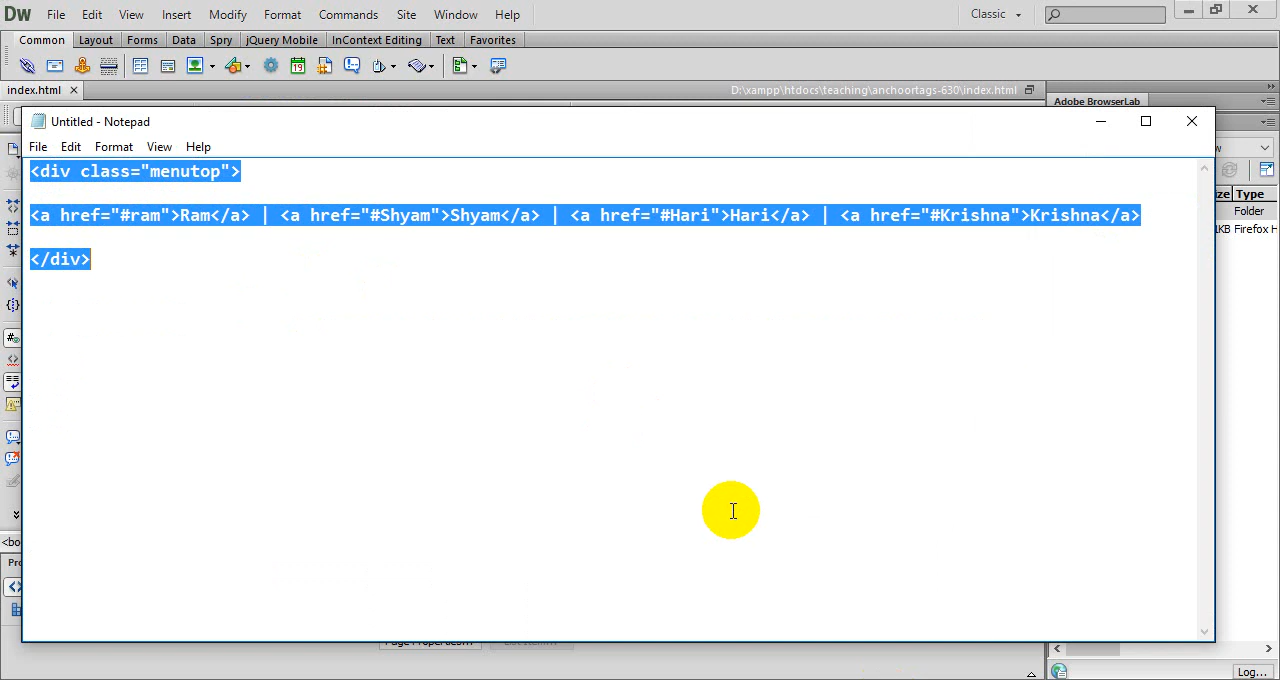 Dw File Edit View Insert Modify Format Commands Site Window Help Classic
Common Layout Forms Data Spry jQuery Mobile InContext Editing Text Favorites
19
index.html D:\xampp\htdocs\teaching\anchoortags-630\index.html Adobe BrowserLab
Untitled - Notepad
File Edit Format View Help
<div class="menutop">
<a href="#ram">Ram</a> | <a href="#Shyam">Shyam</a> | <a href="#Hari">Hari</a> | <a href="#Krishna">Krishna</a>
</div>
Type
Folder
KB Firefox H
Log...